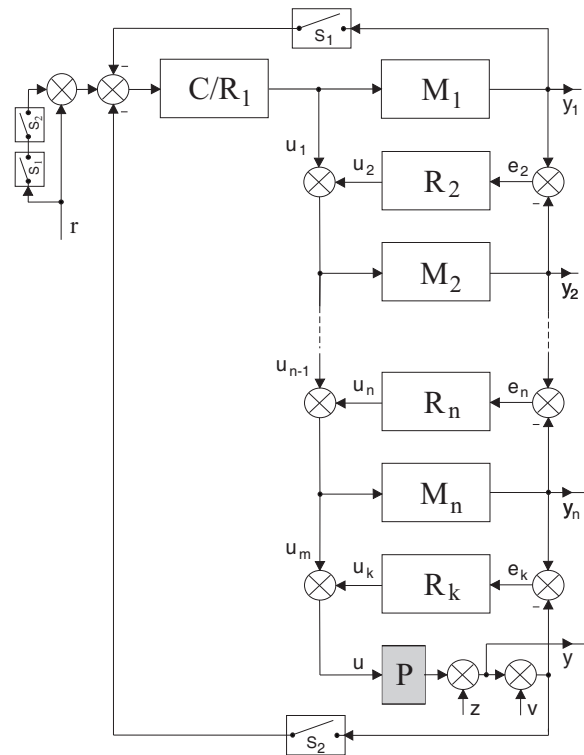 S1
C/R1
M1
y1
S2
S1
r
u1
u2
R2
e2
M2
y2
un-1
un
Rn
en
Mn
yn
um
uk
Rk
ek
u
P
z
v
y
S2